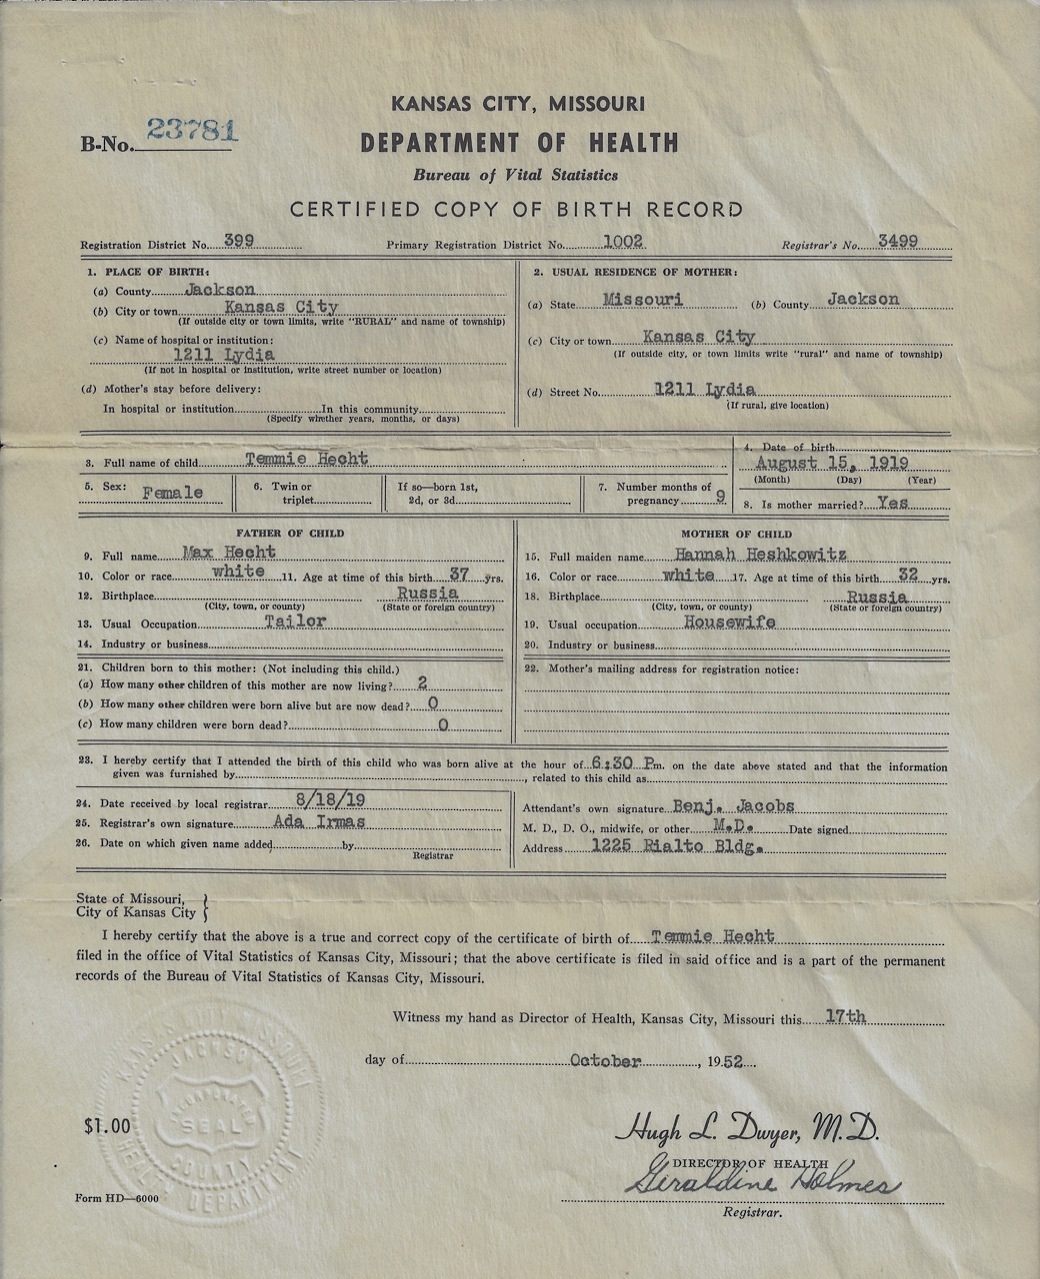 KANSAS CITY, MISSOURI
B-No. 23781
DEPARTMENT OF HEALTH
Bureau of Vital Statistics
CERTIFIED COPY OF BIRTH RECORD
Registration District No. 399 Primary Registration District No. 1002 Registrar's No. 3499
1. PLACE OF BIRTH:
(a) County Jackson
(b) City or town Kansas City
(If outside city or town limits, write "RURAL" and name of township)
(c) Name of hospital or institution:
1211 Lydia
(If not in hospital or institution, write street number or location)
(d) Mother's stay before delivery:
In hospital or institution In this community
(Specify whether years, months, or days)
2. USUAL RESIDENCE OF MOTHER:
(a) State Missouri (b) County Jackson
(c) City or town Kansas City
(If outside city, or town limits write "rural" and name of township)
(d) Street No. 1211 Lydia
(If rural, give location)
3. Full name of child Temmie Hecht
4. Date of birth
August 15, 1919
(Month) (Day) (Year)
5. Sex: Female
6. Twin or
triplet
If so—born 1st,
2d, or 3d
7. Number months of
pregnancy 9
8. Is mother married? Yes
FATHER OF CHILD
9. Full name Max Hecht
10. Color or race white 11. Age at time of this birth 37 yrs.
12. Birthplace Russia
(City, town, or county) (State or foreign country)
13. Usual Occupation Tailor
14. Industry or business
MOTHER OF CHILD
15. Full maiden name Hannah Heshkowitz
16. Color or race white 17. Age at time of this birth 32 yrs.
18. Birthplace Russia
(City, town, or county) (State or foreign country)
19. Usual occupation Housewife
20. Industry or business
21. Children born to this mother: (Not including this child.)
(a) How many other children of this mother are now living? 2
(b) How many other children were born alive but are now dead? 0
(c) How many children were born dead? 0
22. Mother's mailing address for registration notice:
23. I hereby certify that I attended the birth of this child who was born alive at the hour of 6:30 P.m. on the date above stated and that the information
given was furnished by , related to this child as
24. Date received by local registrar 8/18/19
25. Registrar's own signature Ada Irmas
26. Date on which given name added by
Registrar
Attendant's own signature Benj. Jacobs
M. D., D. O., midwife, or other M.D. Date signed
Address 1225 Rialto Bldg.
State of Missouri,
City of Kansas City
I hereby certify that the above is a true and correct copy of the certificate of birth of Temmie Hecht
filed in the office of Vital Statistics of Kansas City, Missouri; that the above certificate is filed in said office and is a part of the permanent
records of the Bureau of Vital Statistics of Kansas City, Missouri.
Witness my hand as Director of Health, Kansas City, Missouri this 17th
day of October, 1952
KANSAS CITY MISSOURI
JACKSON
INCORPORATED
SEAL
COUNTY
HEALTH DEPARTMENT
$1.00
Hugh L. Dwyer, M.D.
DIRECTOR OF HEALTH
Geraldine Holmes
Registrar.
Form HD—6000